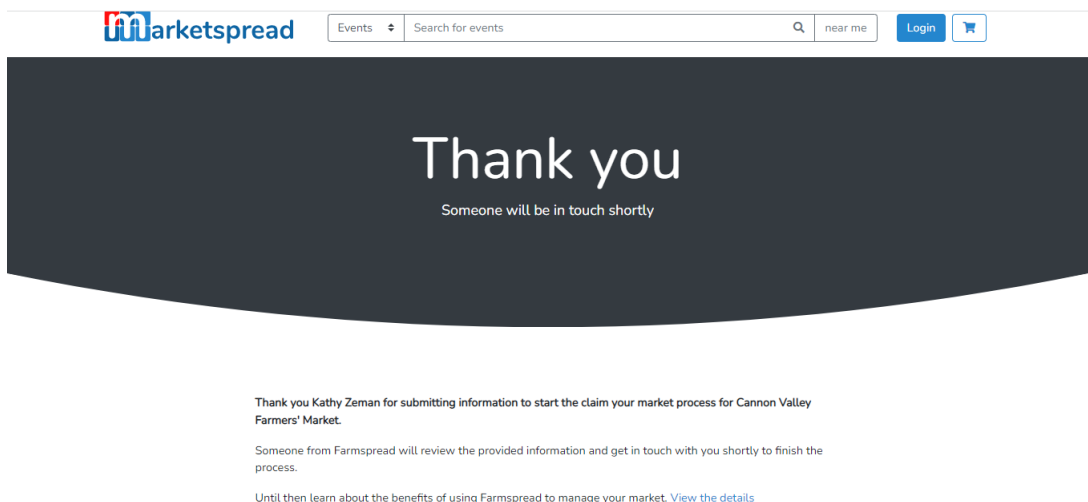 marketspread
Events
Search for events
near me
Login
Thank you
Someone will be in touch shortly
Thank you Kathy Zeman for submitting information to start the claim your market process for Cannon Valley
Farmers' Market.
Someone from Farmspread will review the provided information and get in touch with you shortly to finish the
process.
Until then learn about the benefits of using Farmspread to manage your market. View the details